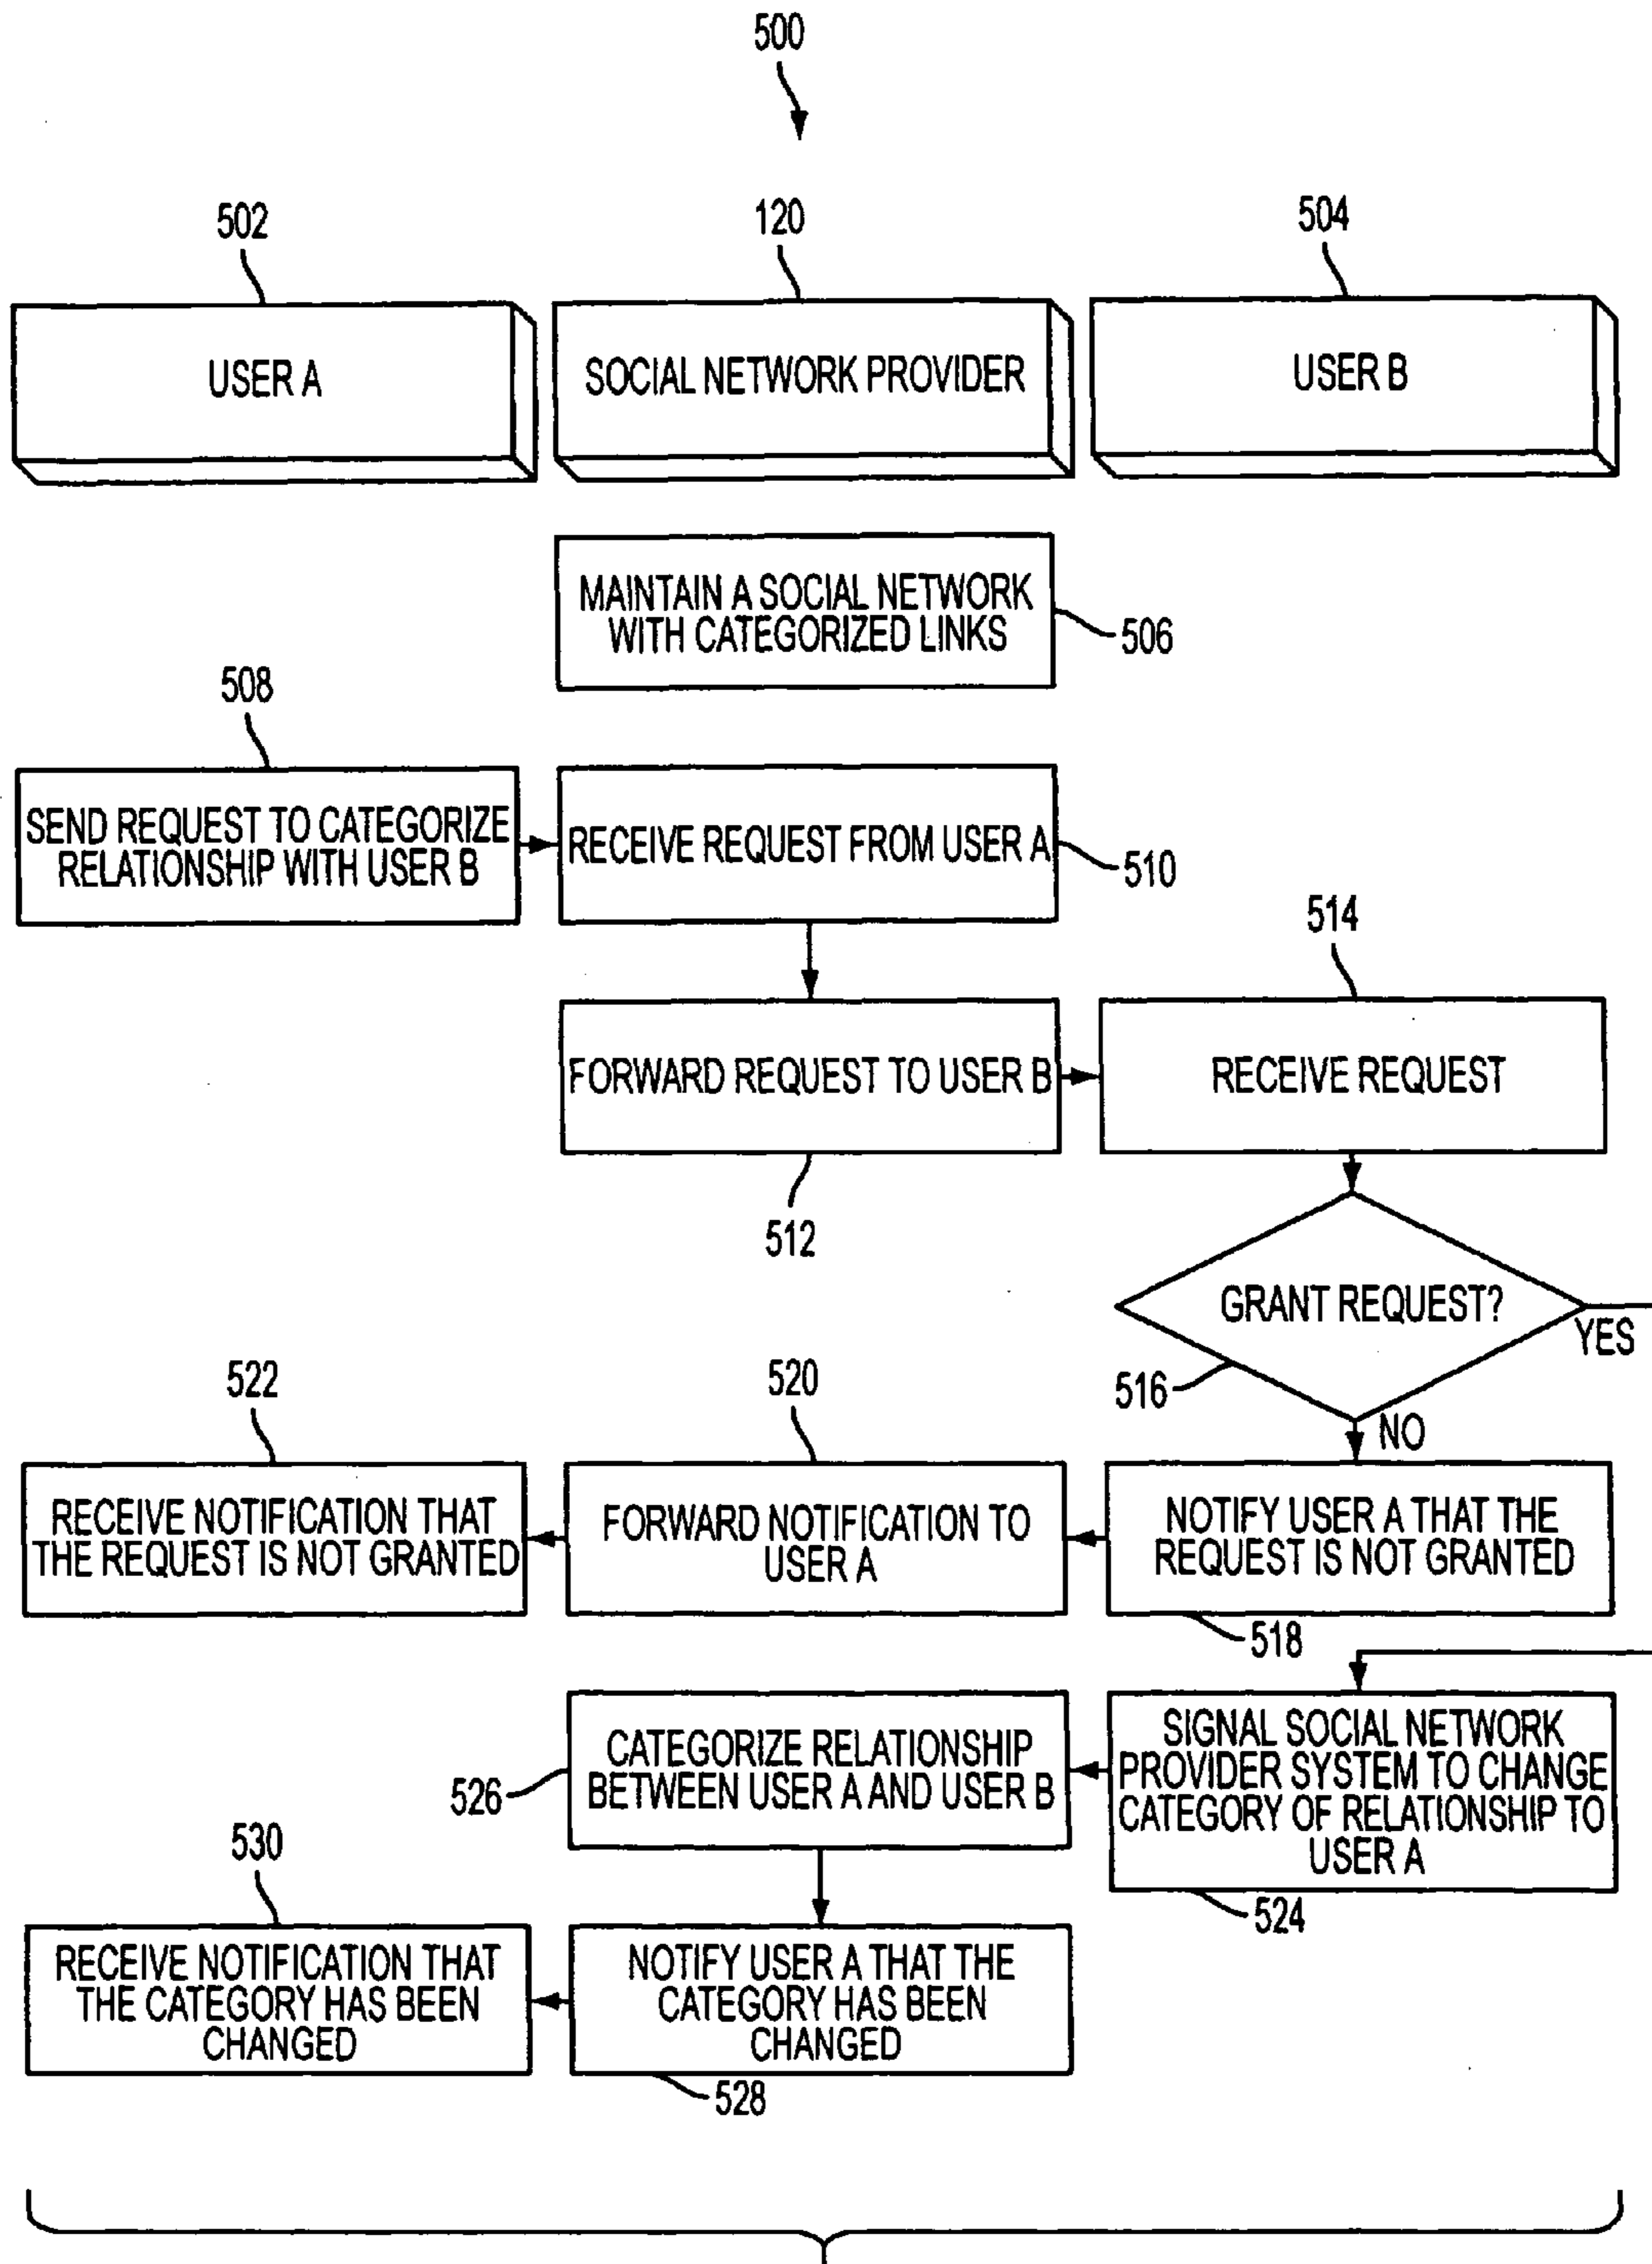 500
502
120
504
USER A
SOCIAL NETWORK PROVIDER
USER B
MAINTAIN A SOCIAL NETWORK
WITH CATEGORIZED LINKS
506
508
SEND REQUEST TO CATEGORIZE
RELATIONSHIP WITH USER B
RECEIVE REQUEST FROM USER A
510
514
FORWARD REQUEST TO USER B
RECEIVE REQUEST
512
GRANT REQUEST?
YES
516
NO
522
520
RECEIVE NOTIFICATION THAT
THE REQUEST IS NOT GRANTED
FORWARD NOTIFICATION TO
USER A
NOTIFY USER A THAT THE
REQUEST IS NOT GRANTED
518
CATEGORIZE RELATIONSHIP
BETWEEN USER A AND USER B
526
SIGNAL SOCIAL NETWORK
PROVIDER SYSTEM TO CHANGE
CATEGORY OF RELATIONSHIP TO
USER A
524
530
RECEIVE NOTIFICATION THAT
THE CATEGORY HAS BEEN
CHANGED
NOTIFY USER A THAT THE
CATEGORY HAS BEEN
CHANGED
528